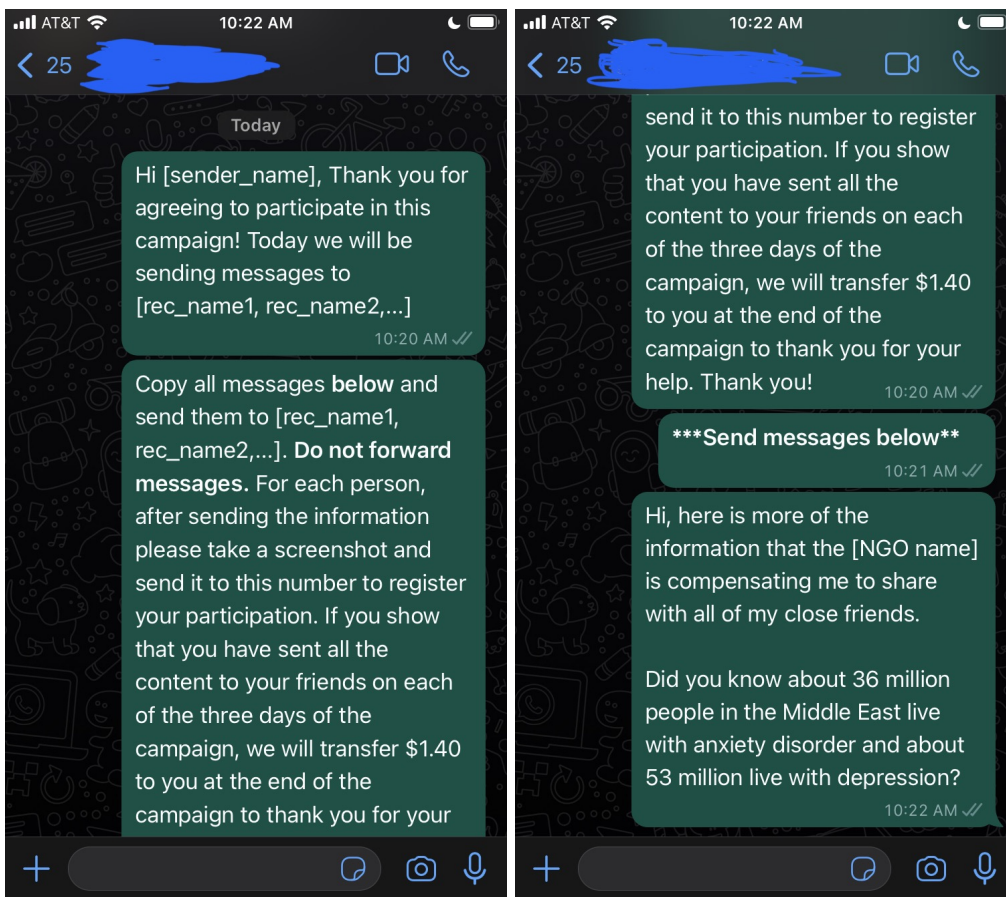 AT&T 10:22 AM
25
Today
Hi [sender_name], Thank you for
agreeing to participate in this
campaign! Today we will be
sending messages to
[rec_name1, rec_name2,...]
10:20 AM
Copy all messages below and
send them to [rec_name1,
rec_name2,...]. Do not forward
messages. For each person,
after sending the information
please take a screenshot and
send it to this number to register
your participation. If you show
that you have sent all the
content to your friends on each
of the three days of the
campaign, we will transfer $1.40
to you at the end of the
campaign to thank you for your
AT&T 10:22 AM
25
send it to this number to register
your participation. If you show
that you have sent all the
content to your friends on each
of the three days of the
campaign, we will transfer $1.40
to you at the end of the
campaign to thank you for your
help. Thank you!
10:20 AM
***Send messages below**
10:21 AM
Hi, here is more of the
information that the [NGO name]
is compensating me to share
with all of my close friends.
Did you know about 36 million
people in the Middle East live
with anxiety disorder and about
53 million live with depression?
10:22 AM